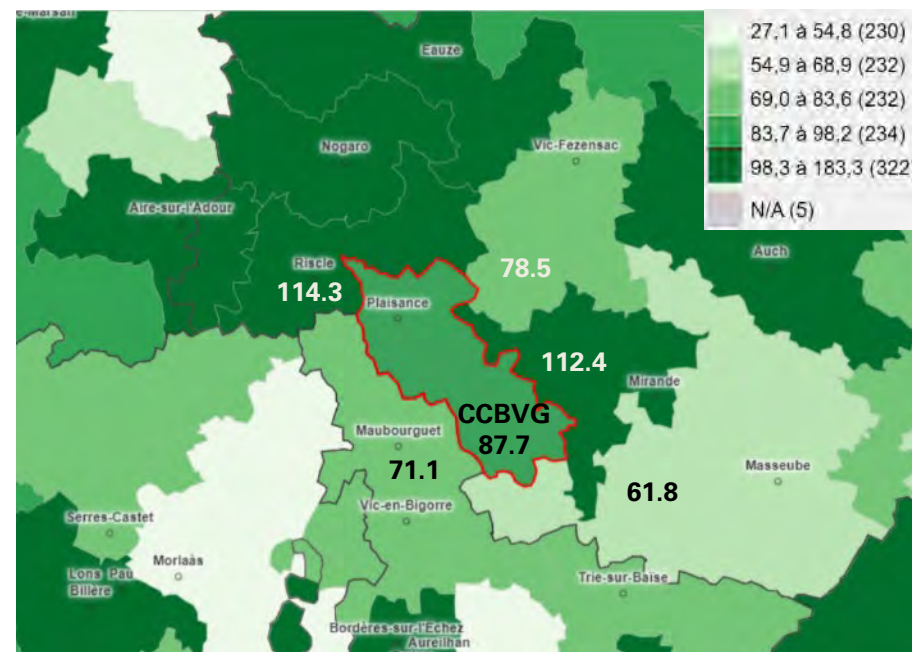 e-Marsan
Eauze
27,1 à 54,8 (230)
54,9 à 68,9 (232)
69,0 à 83,6 (232)
83,7 à 98,2 (234)
98,3 à 183,3 (322
N/A (5)
Nogaro
Vic-Fezensac
Aire-sur-l'Adour
Auch
Riscle
78.5
114.3
Plaisance
112.4
Mirande
CCBVG
87.7
Maubourguet
71.1
Masseube
61.8
Vic-en-Bigorre
Serres-Castet
Morlaàs
Lons Pau
Billère
Trie-sur-Baïse
Bordères-sur-l'Echez
Aureilhan